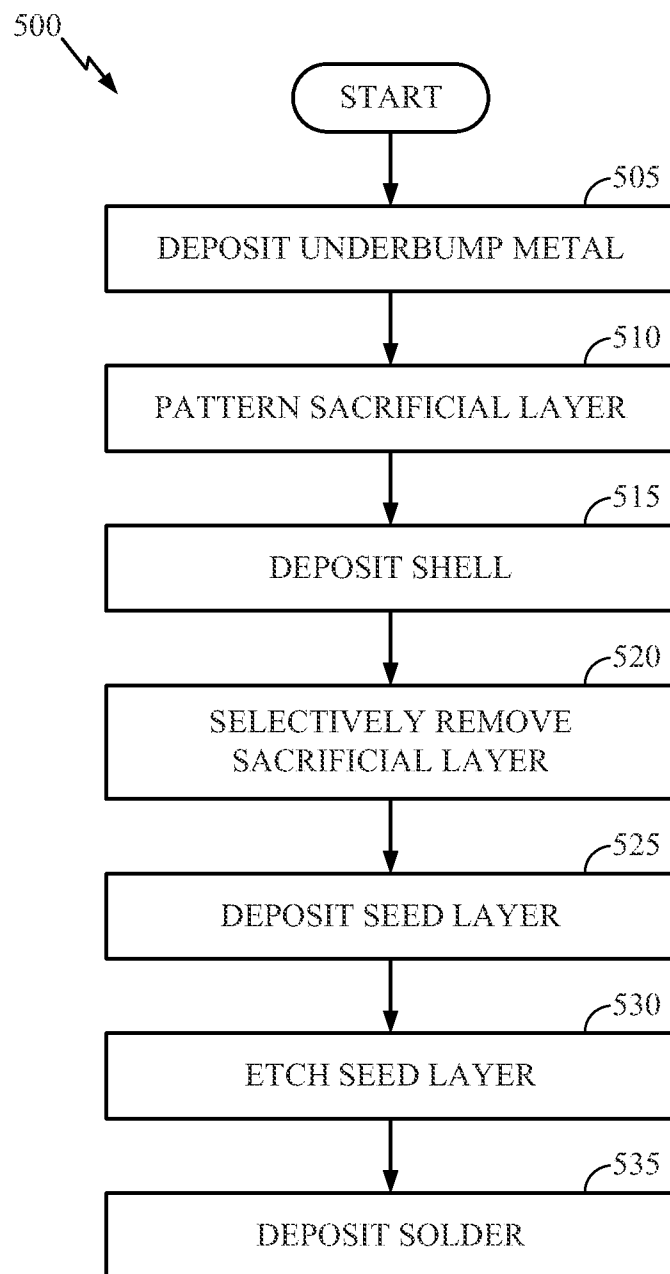 500
START
505
DEPOSIT UNDERBUMP METAL
510
PATTERN SACRIFICIAL LAYER
515
DEPOSIT SHELL
520
SELECTIVELY REMOVE
SACRIFICIAL LAYER
525
DEPOSIT SEED LAYER
530
ETCH SEED LAYER
535
DEPOSIT SOLDER